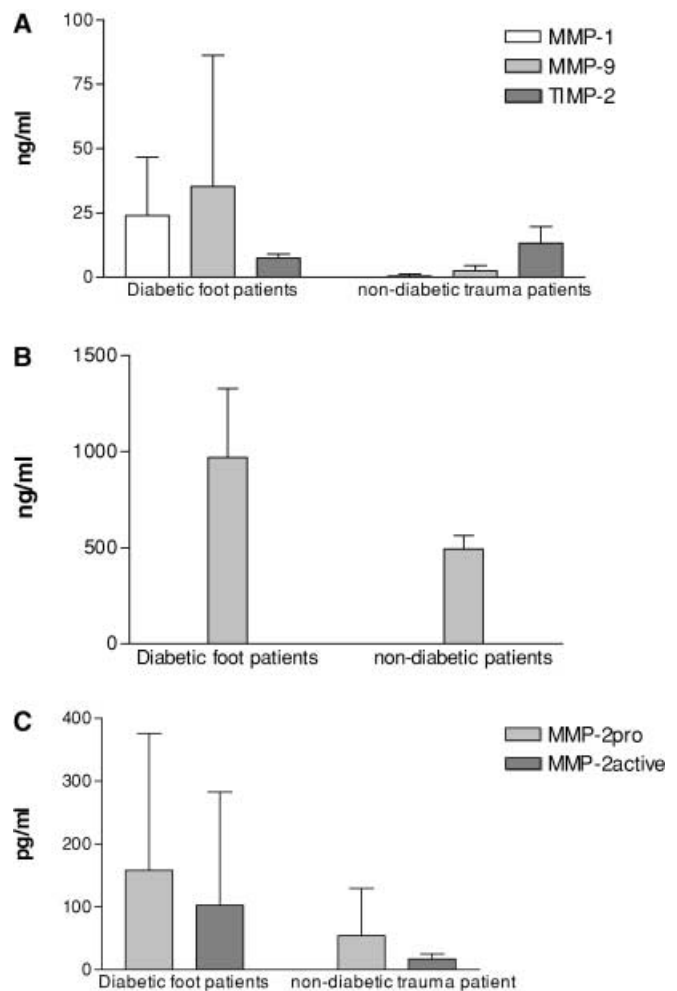 A
100
75
50
25
0
ng/ml
MMP-1
MMP-9
TIMP-2
Diabetic foot patients
non-diabetic trauma patients
B
1500
1000
500
0
ng/ml
Diabetic foot patients
non-diabetic patients
C
400
300
200
100
0
pg/ml
MMP-2pro
MMP-2active
Diabetic foot patients
non-diabetic trauma patient